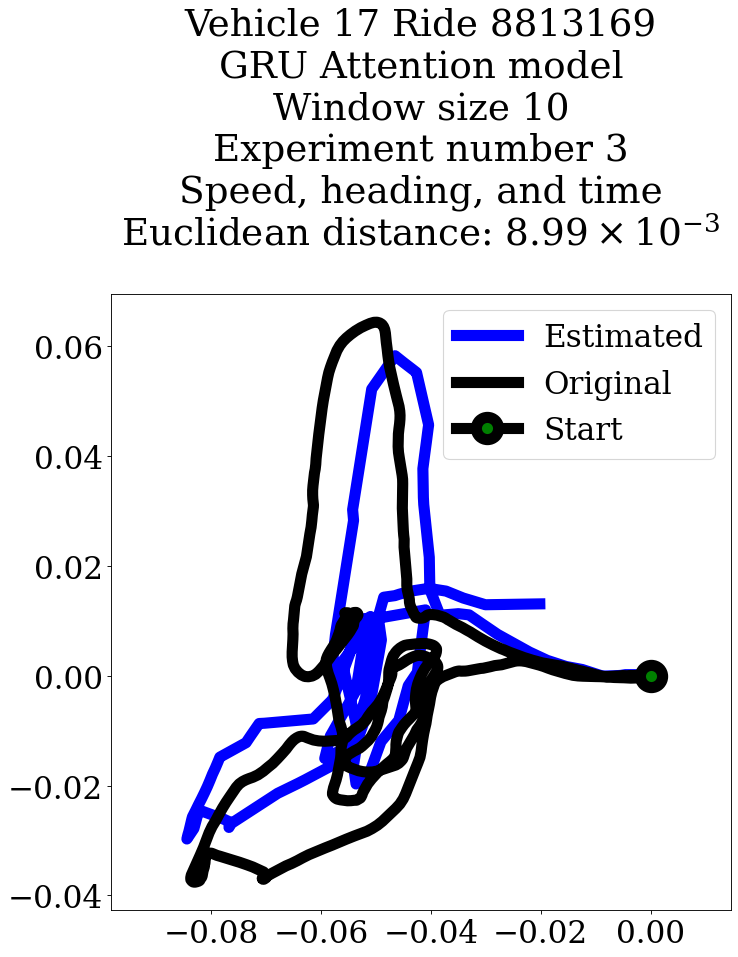 Vehicle 17 Ride 8813169
GRU Attention model
Window size 10
Experiment number 3
Speed, heading, and time
Euclidean distance: 8.99 × 10⁻³
Estimated
Original
Start
0.06
0.04
0.02
0.00
−0.02
−0.04
−0.08 −0.06 −0.04 −0.02 0.00